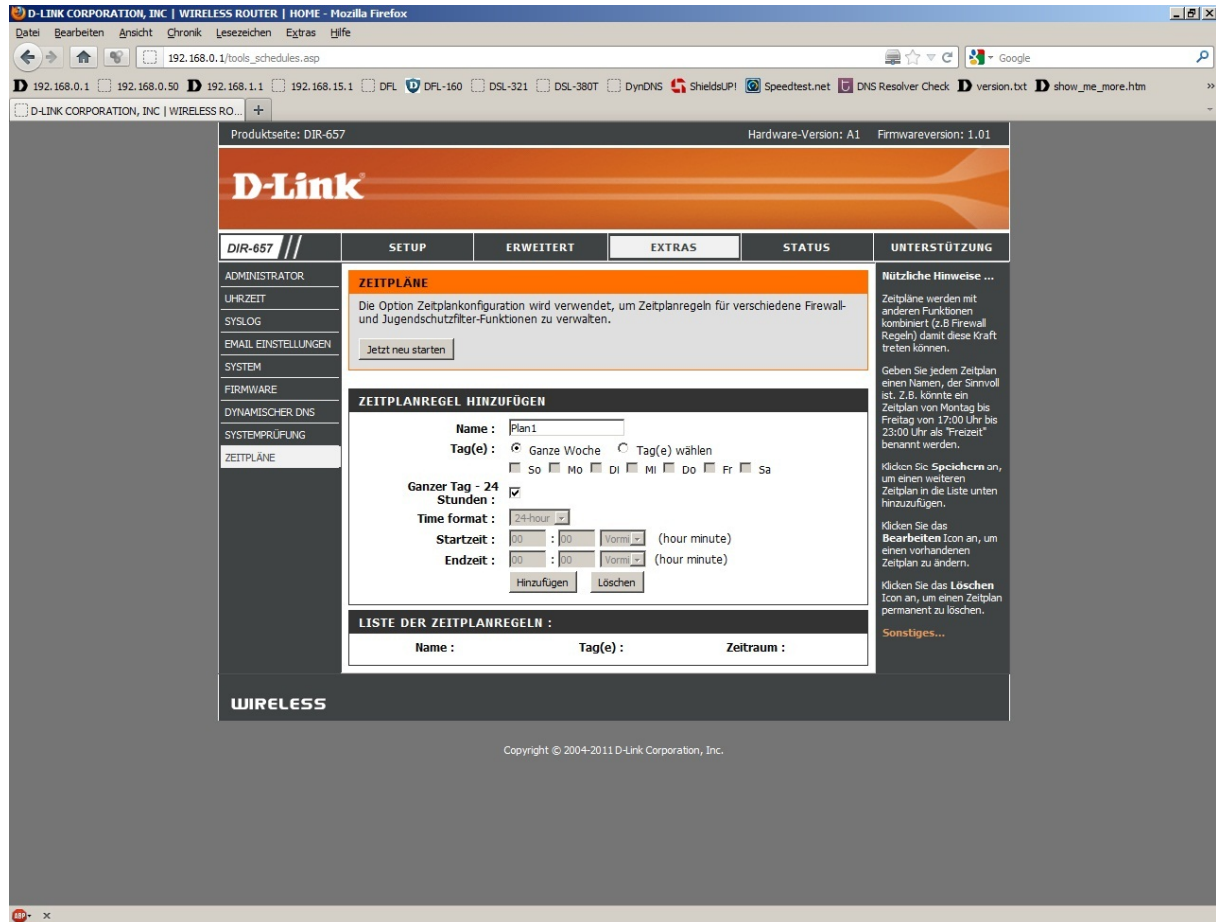 D-LINK CORPORATION, INC | WIRELESS ROUTER | HOME - Mozilla Firefox
Datei Bearbeiten Ansicht Chronik Lesezeichen Extras Hilfe
192.168.0.1/tools_schedules.asp
Google
192.168.0.1 192.168.0.50 192.168.1.1 192.168.15.1 DFL DFL-160 DSL-321 DSL-380T DynDNS ShieldsUP! Speedtest.net DNS Resolver Check version.txt show_me_more.htm »
D-LINK CORPORATION, INC | WIRELESS RO... +
Produktseite: DIR-657 Hardware-Version: A1 Firmwareversion: 1.01
D-Link®
DIR-657 SETUP ERWEITERT EXTRAS STATUS UNTERSTÜTZUNG
ADMINISTRATOR
UHRZEIT
SYSLOG
EMAIL EINSTELLUNGEN
SYSTEM
FIRMWARE
DYNAMISCHER DNS
SYSTEMPRÜFUNG
ZEITPLÄNE
ZEITPLÄNE
Die Option Zeitplankonfiguration wird verwendet, um Zeitplanregeln für verschiedene Firewall-
und Jugendschutzfilter-Funktionen zu verwalten.
Jetzt neu starten
ZEITPLANREGEL HINZUFÜGEN
Name : Plan1
Tag(e) : Ganze Woche Tag(e) wählen
So Mo Di Mi Do Fr Sa
Ganzer Tag - 24
Stunden :
Time format : 24-hour
Startzeit : 00 : 00 Vormi (hour minute)
Endzeit : 00 : 00 Vormi (hour minute)
Hinzufügen Löschen
LISTE DER ZEITPLANREGELN :
Name : Tag(e) : Zeitraum :
Nützliche Hinweise ...
Zeitpläne werden mit
anderen Funktionen
kombiniert (z.B Firewall
Regeln) damit diese Kraft
treten können.
Geben Sie jedem Zeitplan
einen Namen, der Sinnvoll
ist. Z.B. könnte ein
Zeitplan von Montag bis
Freitag von 17:00 Uhr bis
23:00 Uhr als "Freizeit"
benannt werden.
Klicken Sie Speichern an,
um einen weiteren
Zeitplan in die Liste unten
hinzuzufügen.
Klicken Sie das
Bearbeiten Icon an, um
einen vorhandenen
Zeitplan zu ändern.
Klicken Sie das Löschen
Icon an, um einen Zeitplan
permanent zu löschen.
Sonstiges...
WIRELESS
Copyright © 2004-2011 D-Link Corporation, Inc.
ABP x